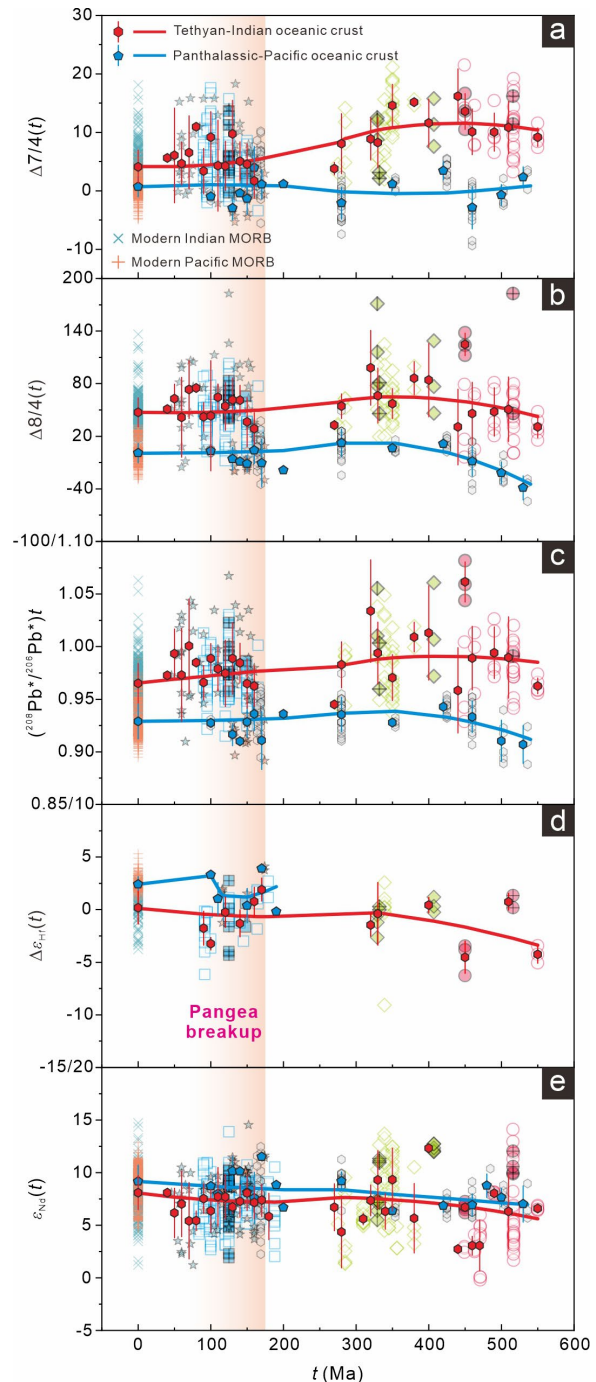 30
Tethyan-Indian oceanic crust
a
Panthalassic-Pacific oceanic crust
20
Δ7/4(t)
10
0
-10
Modern Indian MORB
Modern Pacific MORB
200
b
140
Δ8/4(t)
80
20
-40
-100/1.10
c
1.05
(²⁰⁸Pb*/²⁰⁶Pb*)t
1.00
0.95
0.90
0.85/10
d
5
ΔεHf(t)
0
-5
Pangea
breakup
-10
-15/20
e
15
εNd(t)
10
5
0
-5
0 100 200 300 400 500 600
t (Ma)